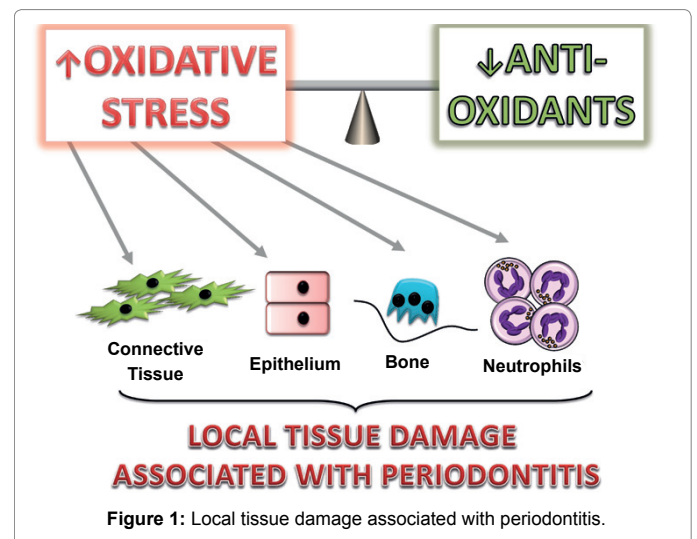 ↑OXIDATIVE
STRESS
↓ANTI-
OXIDANTS
Connective
Tissue
Epithelium
Bone
Neutrophils
LOCAL TISSUE DAMAGE
ASSOCIATED WITH PERIODONTITIS
Figure 1: Local tissue damage associated with periodontitis.